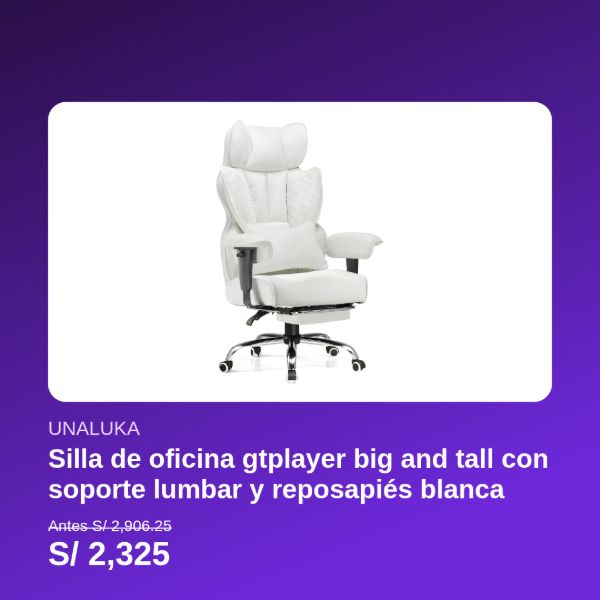 UNALUKA
Silla de oficina gtplayer big and tall con
soporte lumbar y reposapiés blanca
Antes S/ 2,906.25
S/ 2,325